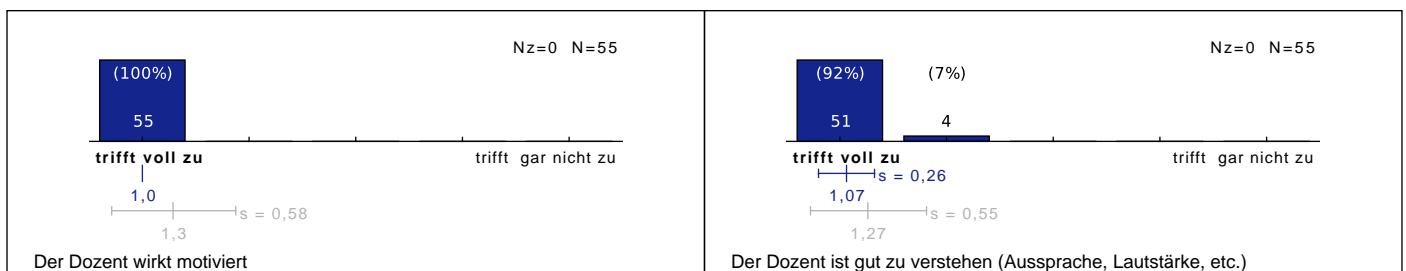 Nz=0 N=55
(100%)
55
trifft voll zu trifft gar nicht zu
1,0
s = 0,58
1,3
Der Dozent wirkt motiviert
Nz=0 N=55
(92%) (7%)
51 4
trifft voll zu trifft gar nicht zu
s = 0,26
1,07
s = 0,55
1,27
Der Dozent ist gut zu verstehen (Aussprache, Lautstärke, etc.)